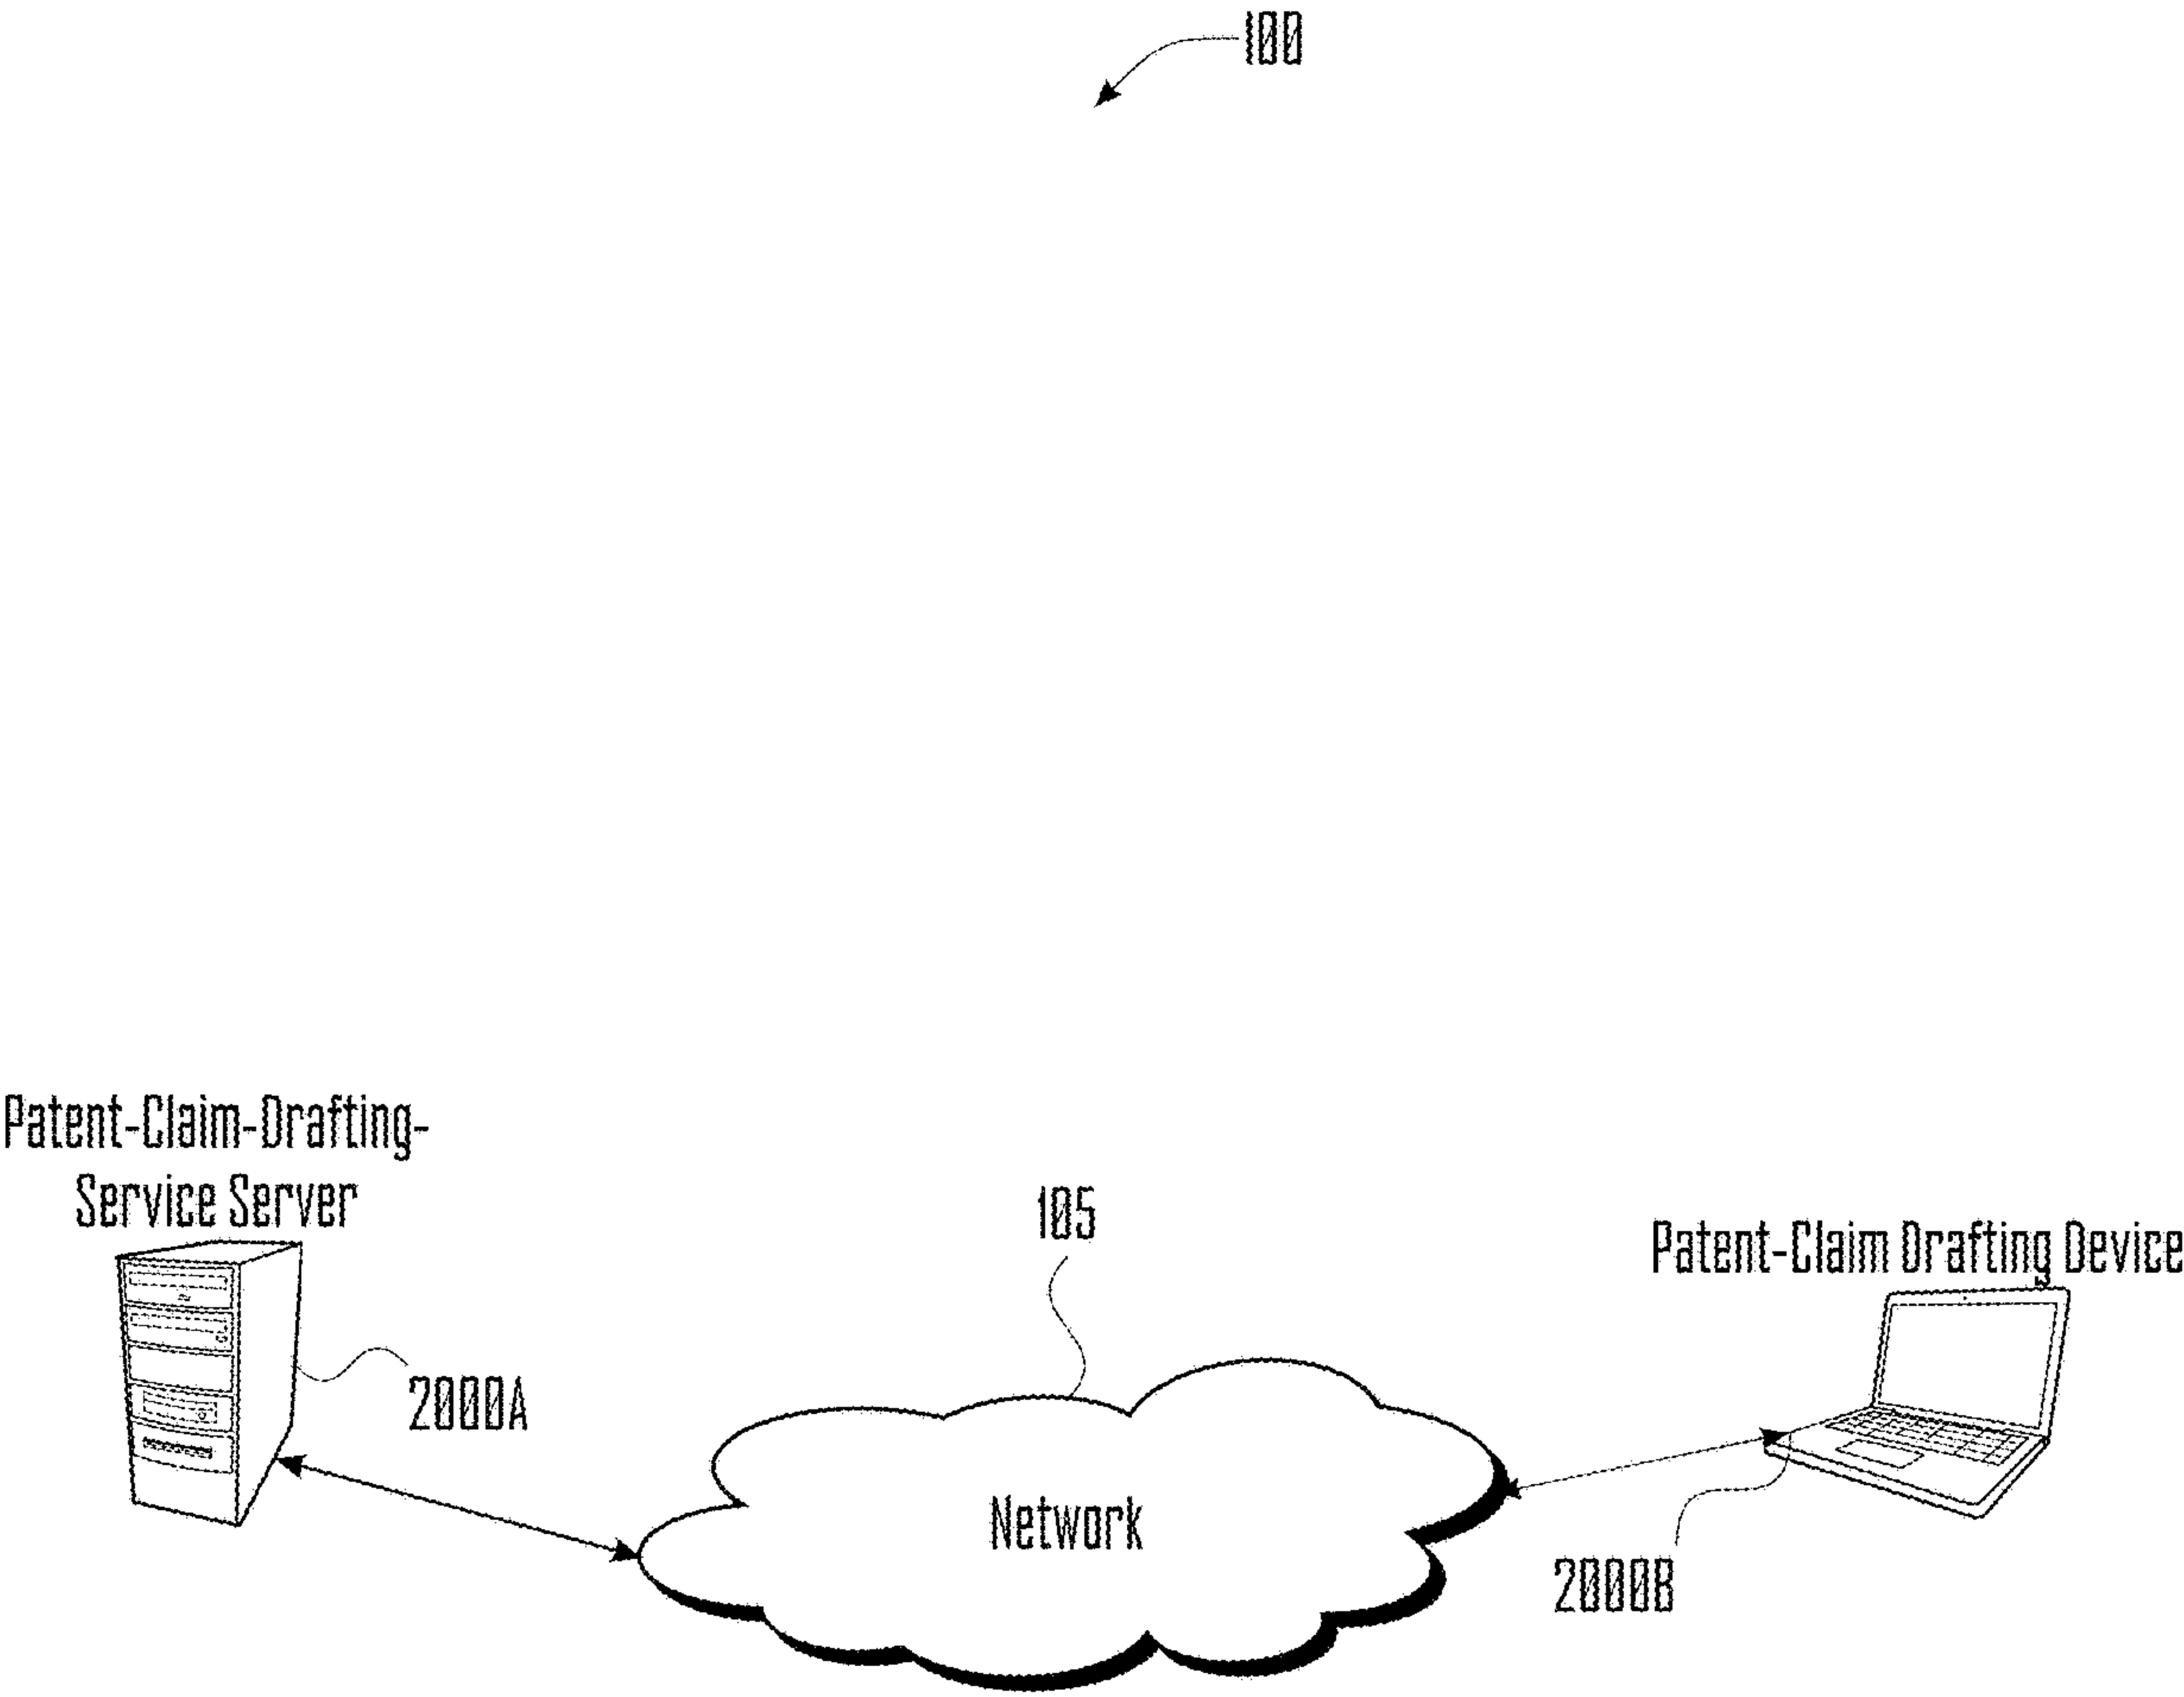 100
Patent-Claim-Drafting-
Service Server
105
Patent-Claim Drafting Device
2000A
Network
2000B